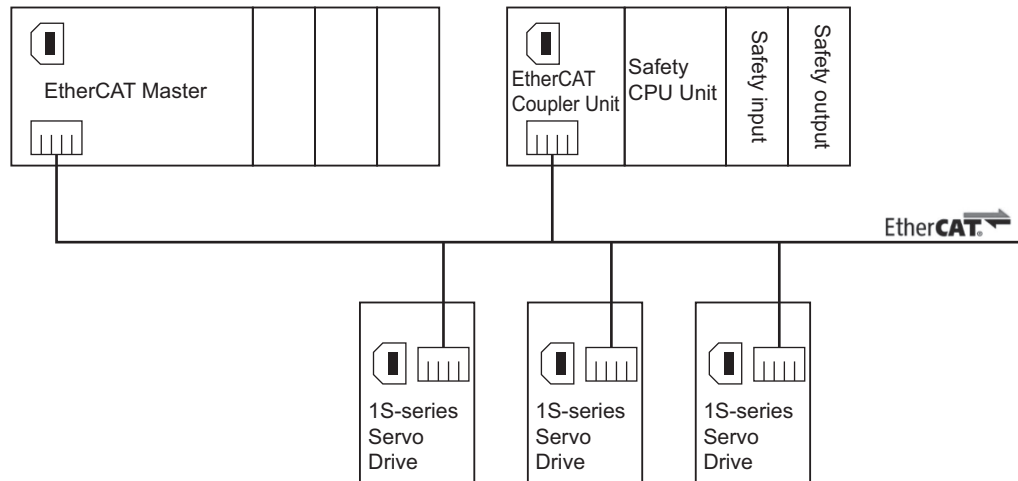 EtherCAT Master
EtherCAT
Coupler Unit
Safety
CPU Unit
Safety input
Safety output
EtherCAT®
1S-series
Servo
Drive
1S-series
Servo
Drive
1S-series
Servo
Drive